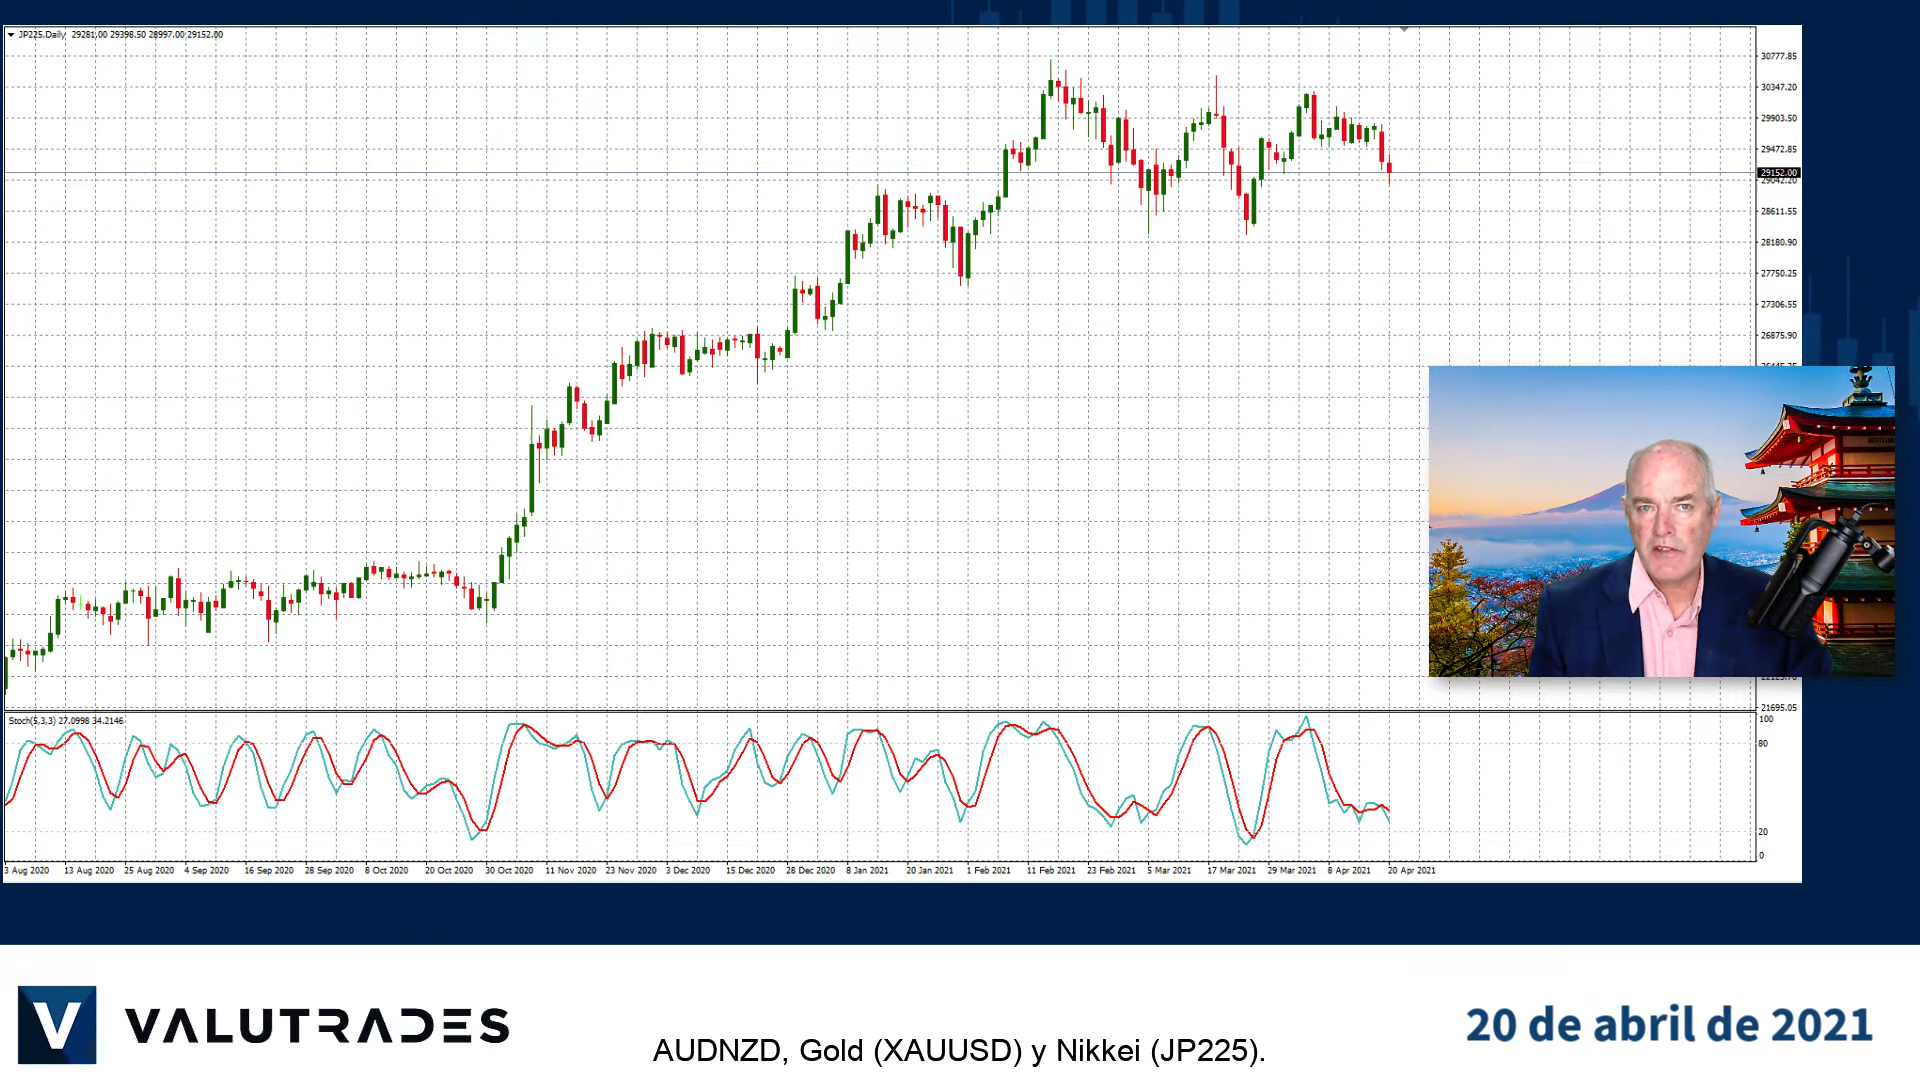 JP225,Daily 29281.00 29398.50 28997.00 29152.00
30777.85
30347.20
29903.50
29472.85
29152.00
29042.20
28611.55
28180.90
27750.25
27306.55
26875.90
21695.05
Stoch(5,3,3) 27.0998 34.2146
100
80
20
0
3 Aug 2020 13 Aug 2020 25 Aug 2020 4 Sep 2020 16 Sep 2020 28 Sep 2020 8 Oct 2020 20 Oct 2020 30 Oct 2020 11 Nov 2020 23 Nov 2020 3 Dec 2020 15 Dec 2020 28 Dec 2020 8 Jan 2021 20 Jan 2021 1 Feb 2021 11 Feb 2021 23 Feb 2021 5 Mar 2021 17 Mar 2021 29 Mar 2021 8 Apr 2021 20 Apr 2021
V VALUTRADES
20 de abril de 2021
AUDNZD, Gold (XAUUSD) y Nikkei (JP225).